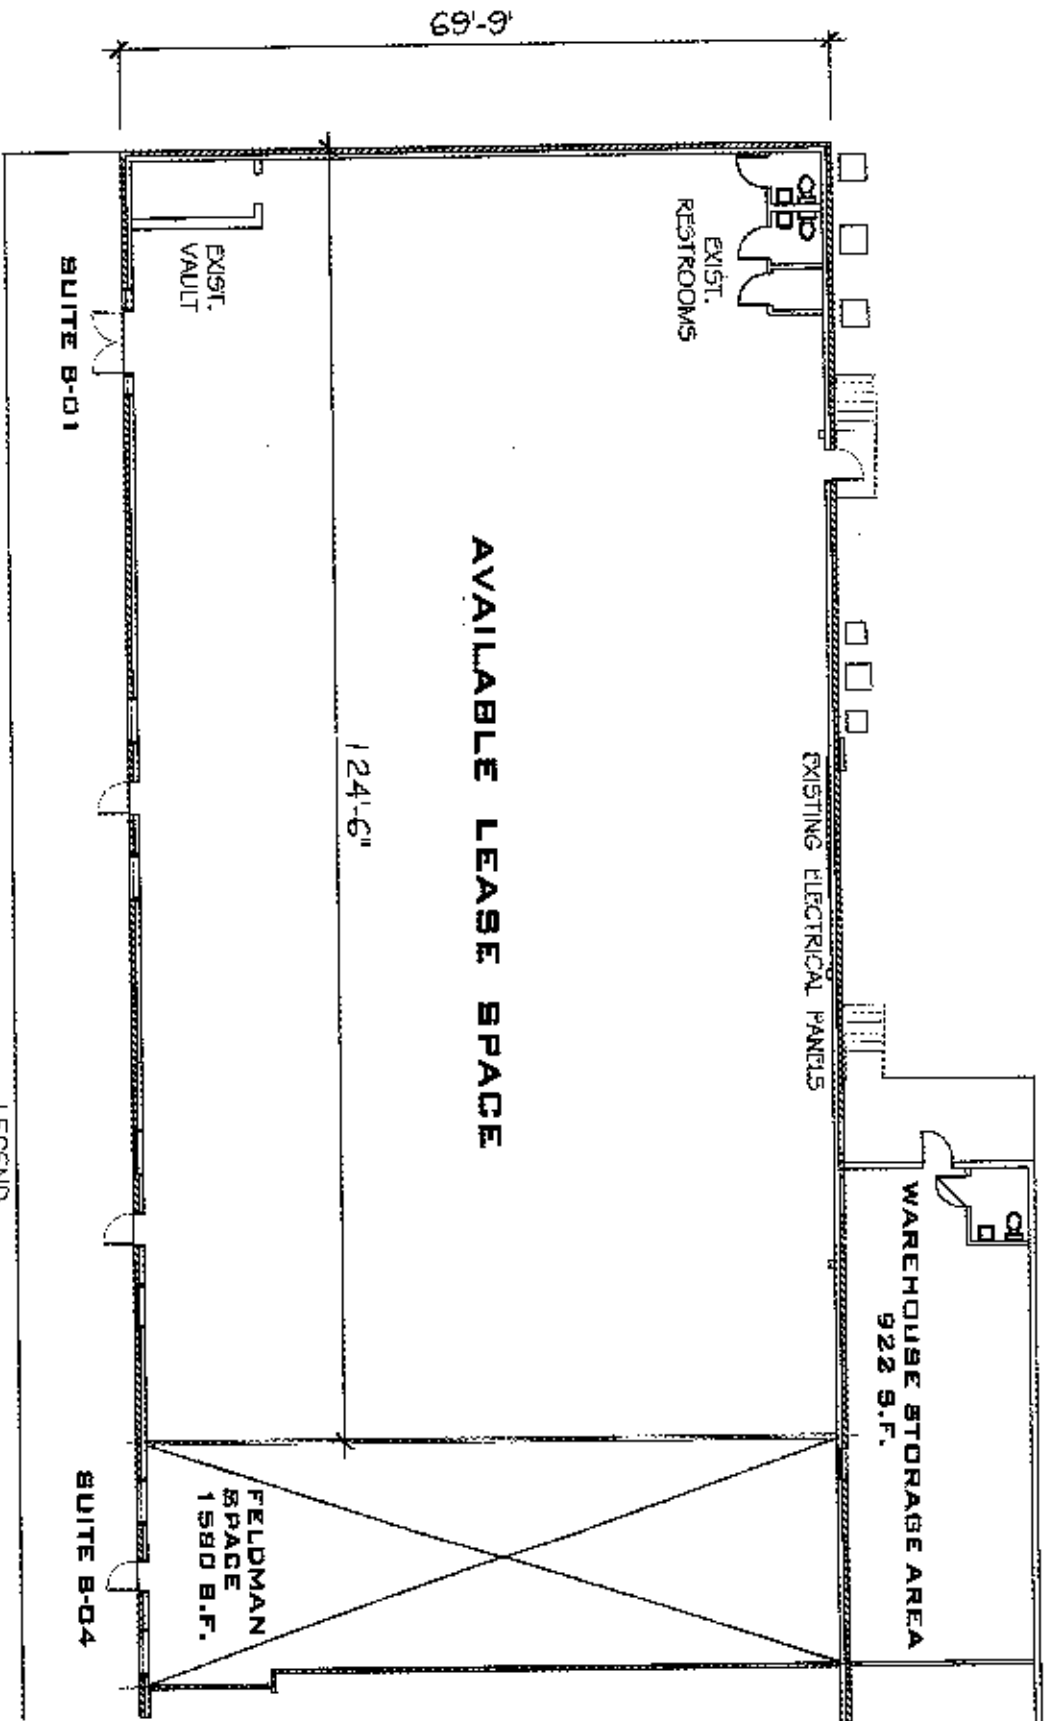 69'-9"
EXIST.
RESTROOMS
EXIST.
VAULT
SUITE B-01
AVAILABLE LEASE SPACE
124'-6"
EXISTING ELECTRICAL PANELS
WAREHOUSE STORAGE AREA
922 S.F.
FELDMAN
SPACE
1580 S.F.
SUITE B-04
LEGEND